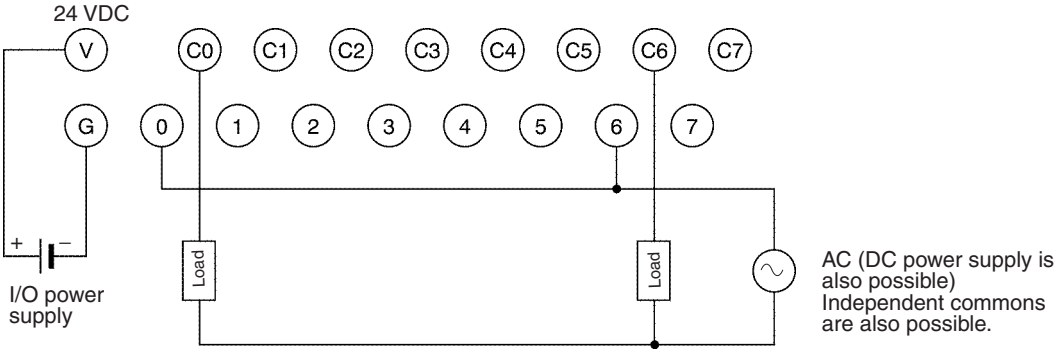 24 VDC
V C0 C1 C2 C3 C4 C5 C6 C7
G 0 1 2 3 4 5 6 7
+ −
I/O power
supply
Load
Load
AC (DC power supply is
also possible)
Independent commons
are also possible.